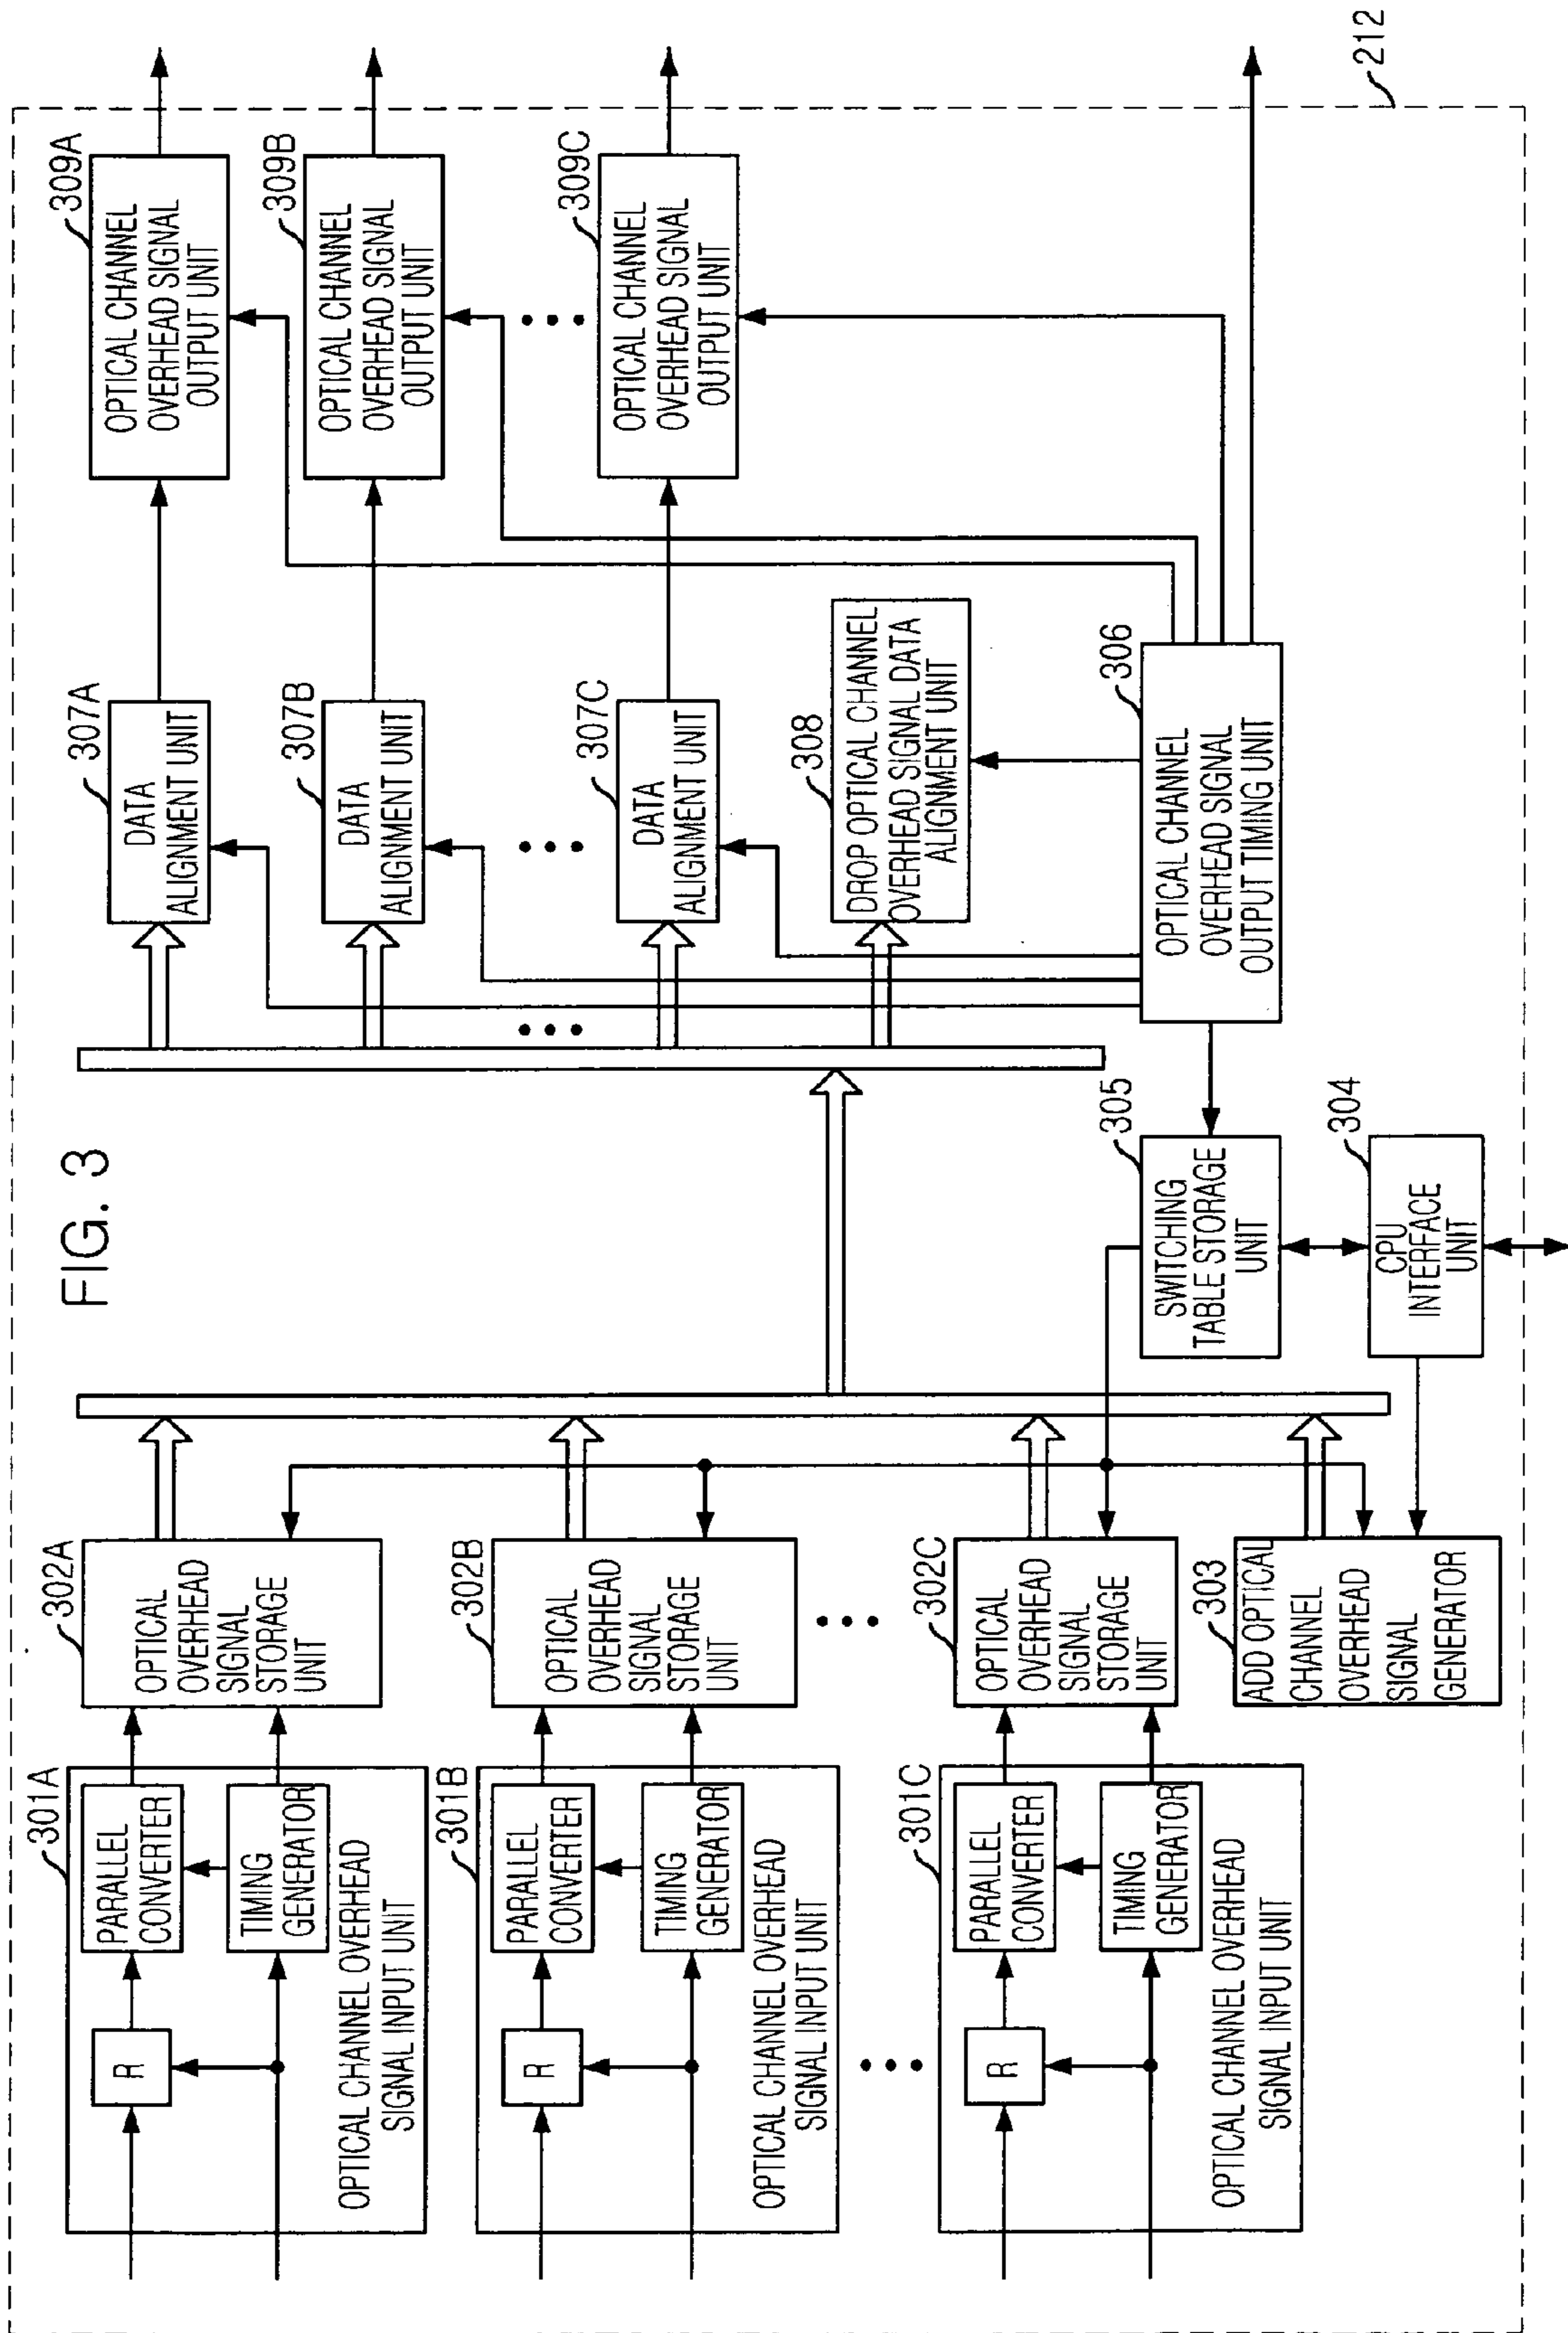 FIG. 3
212
301A
R
PARALLEL
CONVERTER
TIMING
GENERATOR
OPTICAL CHANNEL OVERHEAD
SIGNAL INPUT UNIT
302A
OPTICAL
OVERHEAD
SIGNAL
STORAGE
UNIT
301B
R
PARALLEL
CONVERTER
TIMING
GENERATOR
OPTICAL CHANNEL OVERHEAD
SIGNAL INPUT UNIT
302B
OPTICAL
OVERHEAD
SIGNAL
STORAGE
UNIT
301C
R
PARALLEL
CONVERTER
TIMING
GENERATOR
OPTICAL CHANNEL OVERHEAD
SIGNAL INPUT UNIT
302C
OPTICAL
OVERHEAD
SIGNAL
STORAGE
UNIT
303
ADD OPTICAL
CHANNEL
OVERHEAD
SIGNAL
GENERATOR
305
SWITCHING
TABLE STORAGE
UNIT
304
CPU
INTERFACE
UNIT
307A
DATA
ALIGNMENT UNIT
307B
DATA
ALIGNMENT UNIT
307C
DATA
ALIGNMENT UNIT
308
DROP OPTICAL CHANNEL
OVERHEAD SIGNAL DATA
ALIGNMENT UNIT
306
OPTICAL CHANNEL
OVERHEAD SIGNAL
OUTPUT TIMING UNIT
309A
OPTICAL CHANNEL
OVERHEAD SIGNAL
OUTPUT UNIT
309B
OPTICAL CHANNEL
OVERHEAD SIGNAL
OUTPUT UNIT
309C
OPTICAL CHANNEL
OVERHEAD SIGNAL
OUTPUT UNIT